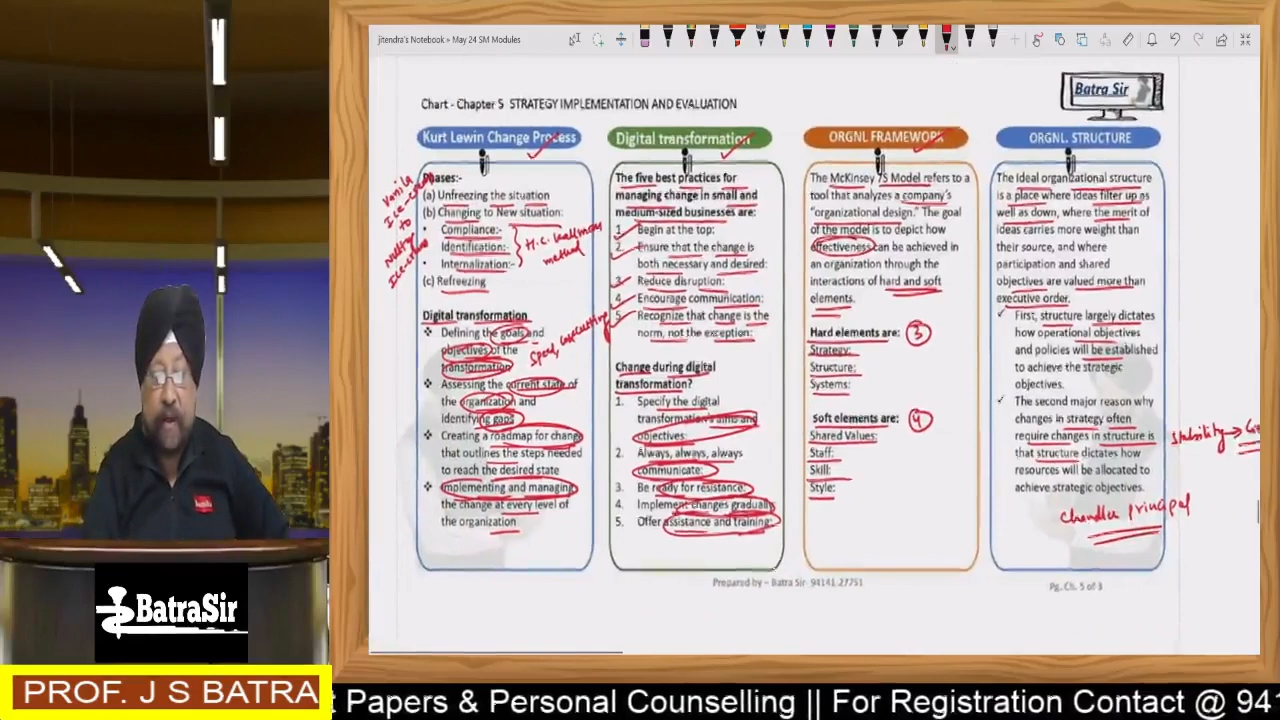 jitendra's Notebook » May 24 SM Modules
Batra Sir
Chart - Chapter 5 STRATEGY IMPLEMENTATION AND EVALUATION
Kurt Lewin Change Process
Phases:-
(a) Unfreezing the situation
(b) Changing to New situation:
• Compliance:-
• Identification:-
• Internalization:-
(c) Refreezing
H.C. Kellman
method
to
Digital transformation
❖ Defining the goals and
objectives of the
transformation
❖ Assessing the current state of
the organization and
identifying gaps
❖ Creating a roadmap for change
that outlines the steps needed
to reach the desired state
❖ Implementing and managing
the change at every level of
the organization
Digital transformation
The five best practices for
managing change in small and
medium-sized businesses are:
1. Begin at the top:
2. Ensure that the change is
both necessary and desired:
3. Reduce disruption:
4. Encourage communication:
5. Recognize that change is the
norm, not the exception:
Change during digital
transformation?
1. Specify the digital
transformation's aims and
objectives:
2. Always, always, always
communicate:
3. Be ready for resistance:
4. Implement changes gradually
5. Offer assistance and training:
ORGNL FRAMEWORK
The McKinsey 7S Model refers to a
tool that analyzes a company's
"organizational design." The goal
of the model is to depict how
effectiveness can be achieved in
an organization through the
interactions of hard and soft
elements.
Hard elements are: 3
Strategy:
Structure:
Systems:
Soft elements are: 4
Shared Values:
Staff:
Skill:
Style:
ORGNL. STRUCTURE
The ideal organizational structure
is a place where ideas filter up as
well as down, where the merit of
ideas carries more weight than
their source, and where
participation and shared
objectives are valued more than
executive order.
✓ First, structure largely dictates
how operational objectives
and policies will be established
to achieve the strategic
objectives.
✓ The second major reason why
changes in strategy often
require changes in structure is
that structure dictates how
resources will be allocated to
achieve strategic objectives.
Stability →
Chandler Principal
Prepared by – Batra Sir 94141 27751
Pg. Ch. 5 of 3
BatraSir
PROF. J S BATRA
t Papers & Personal Counselling || For Registration Contact @ 941